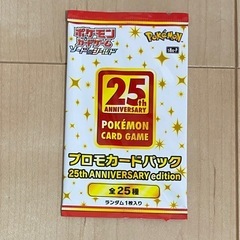 ポケモン
カードゲーム
ソード&シールド
Pokémon
s8a-P
25th
ANNIVERSARY
POKÉMON
CARD GAME
プロモカードパック
25th ANNIVERSARY edition
全25種
ランダム1枚入り